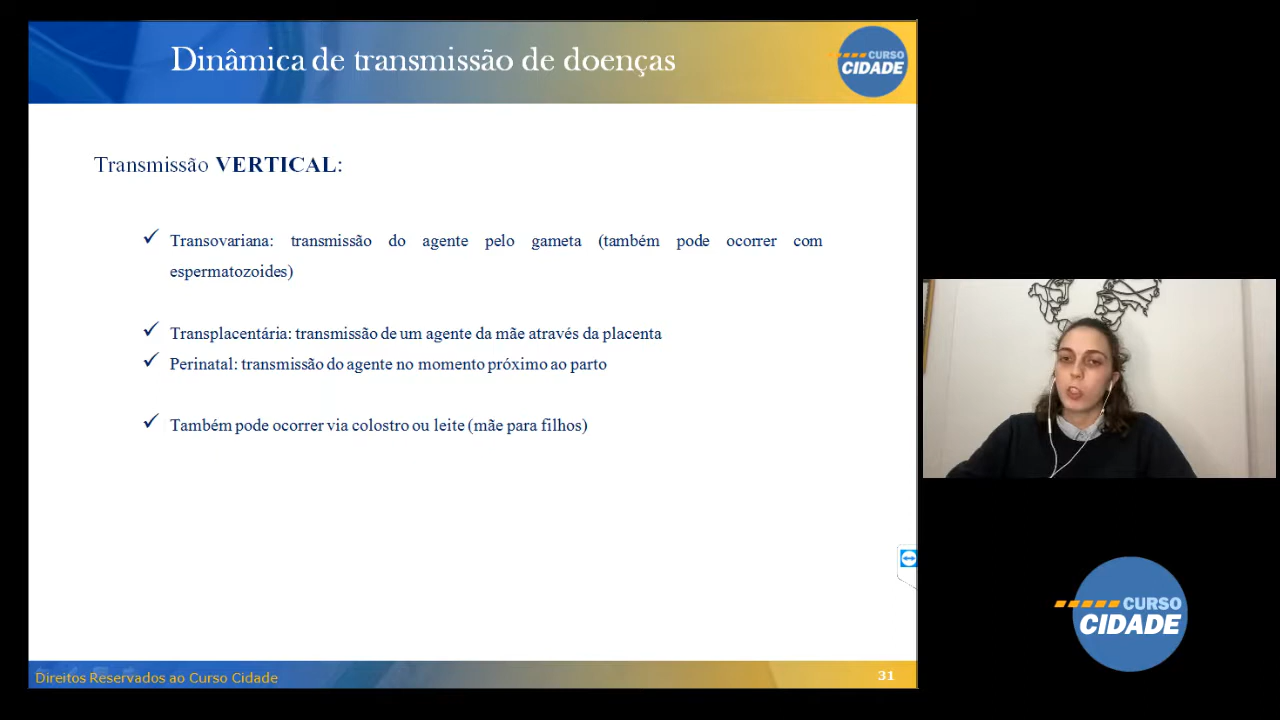 Dinâmica de transmissão de doenças
CURSO
CIDADE
Transmissão VERTICAL:
Transovariana: transmissão do agente pelo gameta (também pode ocorrer com
espermatozoides)
Transplacentária: transmissão de um agente da mãe através da placenta
Perinatal: transmissão do agente no momento próximo ao parto
Também pode ocorrer via colostro ou leite (mãe para filhos)
CURSO
CIDADE
Direitos Reservados ao Curso Cidade
31